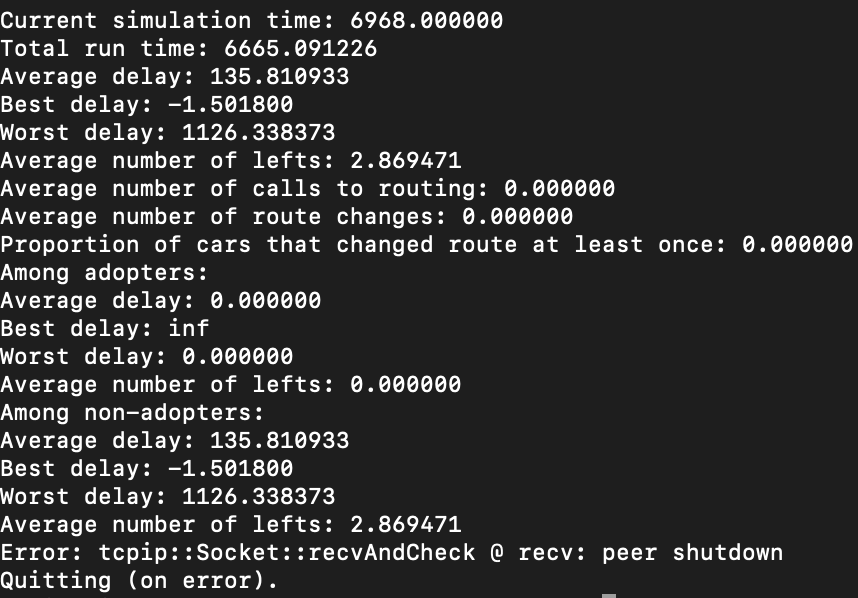 Current simulation time: 6968.000000
Total run time: 6665.091226
Average delay: 135.810933
Best delay: -1.501800
Worst delay: 1126.338373
Average number of lefts: 2.869471
Average number of calls to routing: 0.000000
Average number of route changes: 0.000000
Proportion of cars that changed route at least once: 0.000000
Among adopters:
Average delay: 0.000000
Best delay: inf
Worst delay: 0.000000
Average number of lefts: 0.000000
Among non-adopters:
Average delay: 135.810933
Best delay: -1.501800
Worst delay: 1126.338373
Average number of lefts: 2.869471
Error: tcpip::Socket::recvAndCheck @ recv: peer shutdown
Quitting (on error).